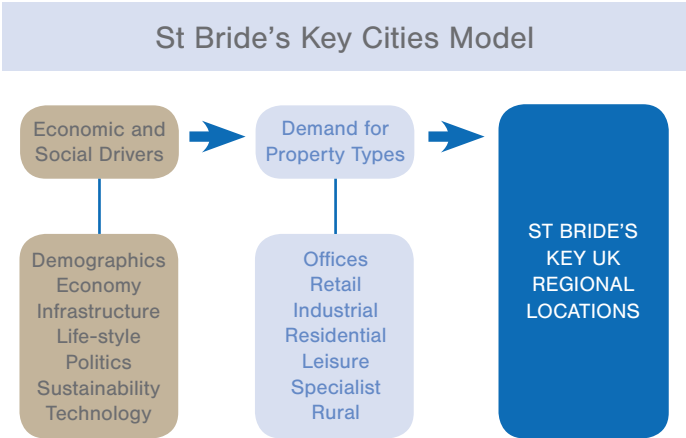 St Bride's Key Cities Model
Economic and
Social Drivers
Demand for
Property Types
Demographics
Economy
Infrastructure
Life-style
Politics
Sustainability
Technology
Offices
Retail
Industrial
Residential
Leisure
Specialist
Rural
ST BRIDE'S
KEY UK
REGIONAL
LOCATIONS